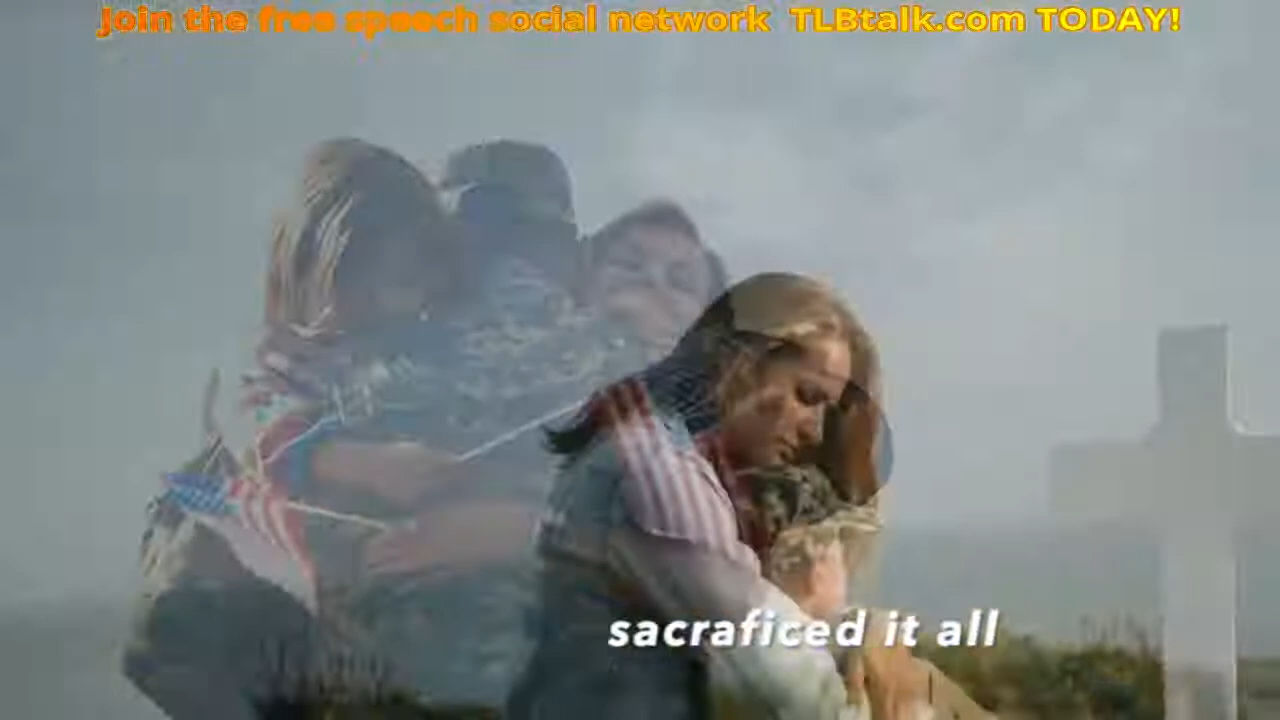 Join the free speech social network TLBtalk.com TODAY!
sacraficed it all